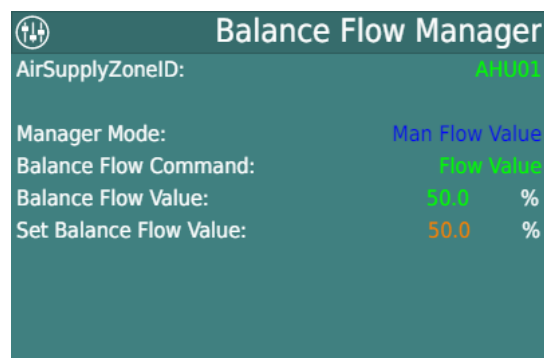 Balance Flow Manager
AirSupplyZoneID: AHU01
Manager Mode: Man Flow Value
Balance Flow Command: Flow Value
Balance Flow Value: 50.0 %
Set Balance Flow Value: 50.0 %